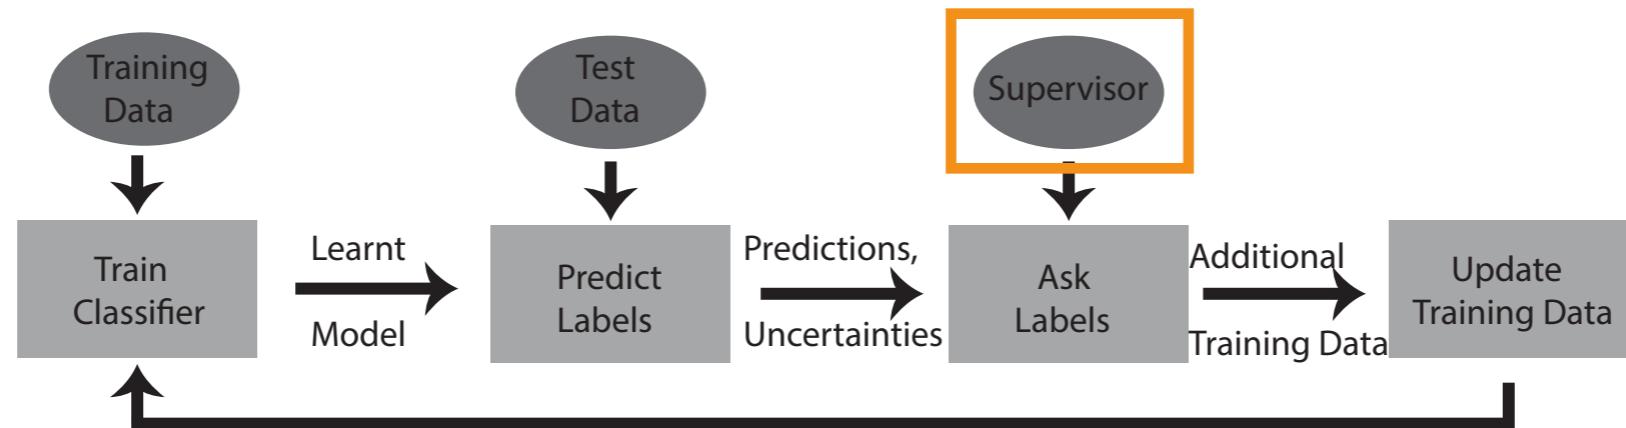 Training
Data
Test
Data
Supervisor
Train
Classifier
Learnt
Model
Predict
Labels
Predictions,
Uncertainties
Ask
Labels
Additional
Training Data
Update
Training Data